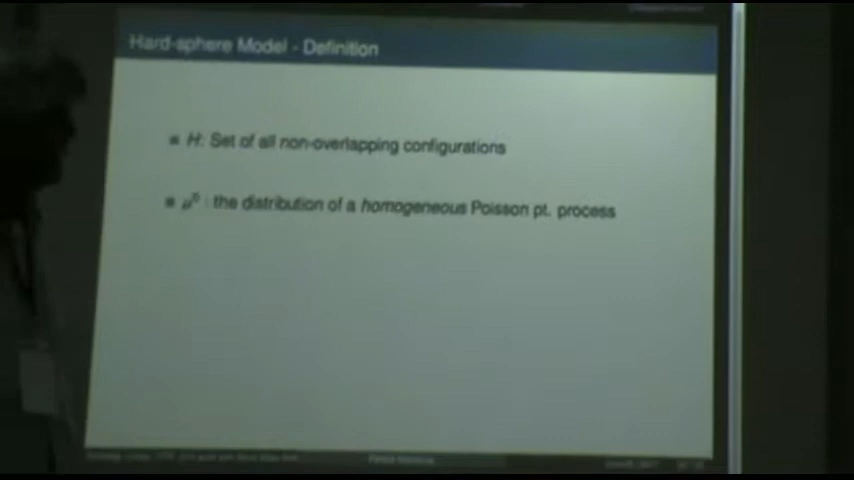 Hard-sphere Model - Definition
H: Set of all non-overlapping configurations
: the distribution of a homogeneous Poisson pt. process